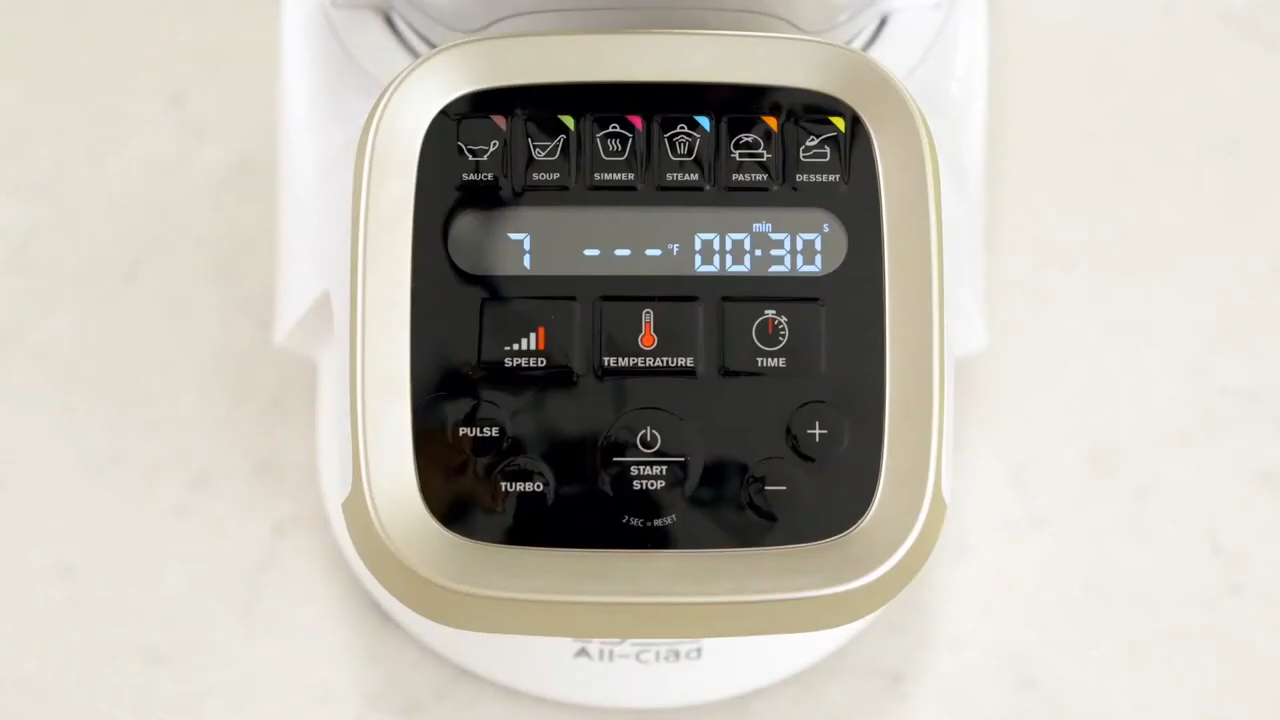 SAUCE SOUP SIMMER STEAM PASTRY DESSERT
min s
7 - - - °F 00:30
SPEED TEMPERATURE TIME
PULSE +
START
STOP
TURBO −
2 SEC = RESET
All-Clad